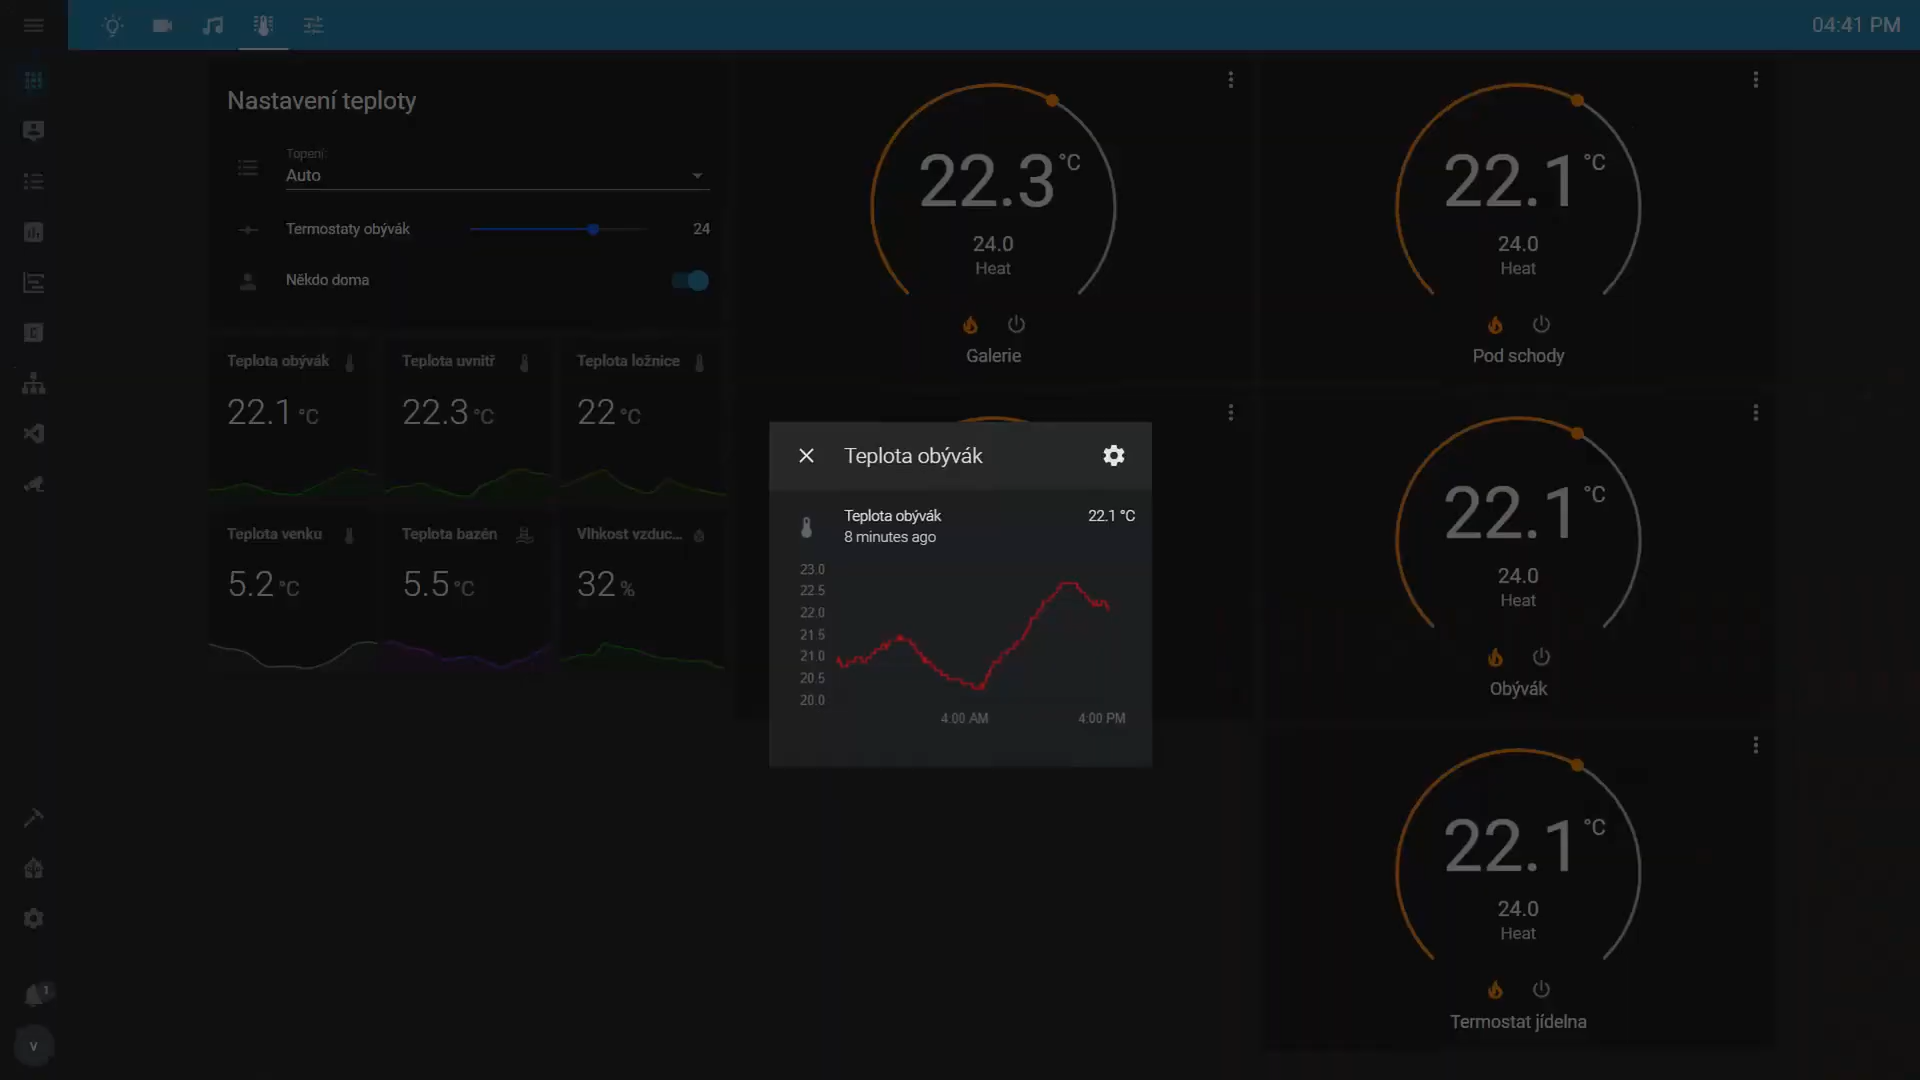 04:41 PM
Nastavení teploty
Topení:
Auto
Termostaty obývák 24
Někdo doma
Teplota obývák
22.1 °C
Teplota uvnitř
22.3 °C
Teplota ložnice
22 °C
Teplota venku
5.2 °C
Teplota bazén
5.5 °C
Vlhkost vzduc...
32 %
22.3 °C
24.0
Heat
Galerie
22.1 °C
24.0
Heat
Pod schody
Teplota obývák
Teplota obývák 22.1 °C
8 minutes ago
23.0
22.5
22.0
21.5
21.0
20.5
20.0
4:00 AM 4:00 PM
22.1 °C
24.0
Heat
Obývák
22.1 °C
24.0
Heat
Termostat jídelna
1
V